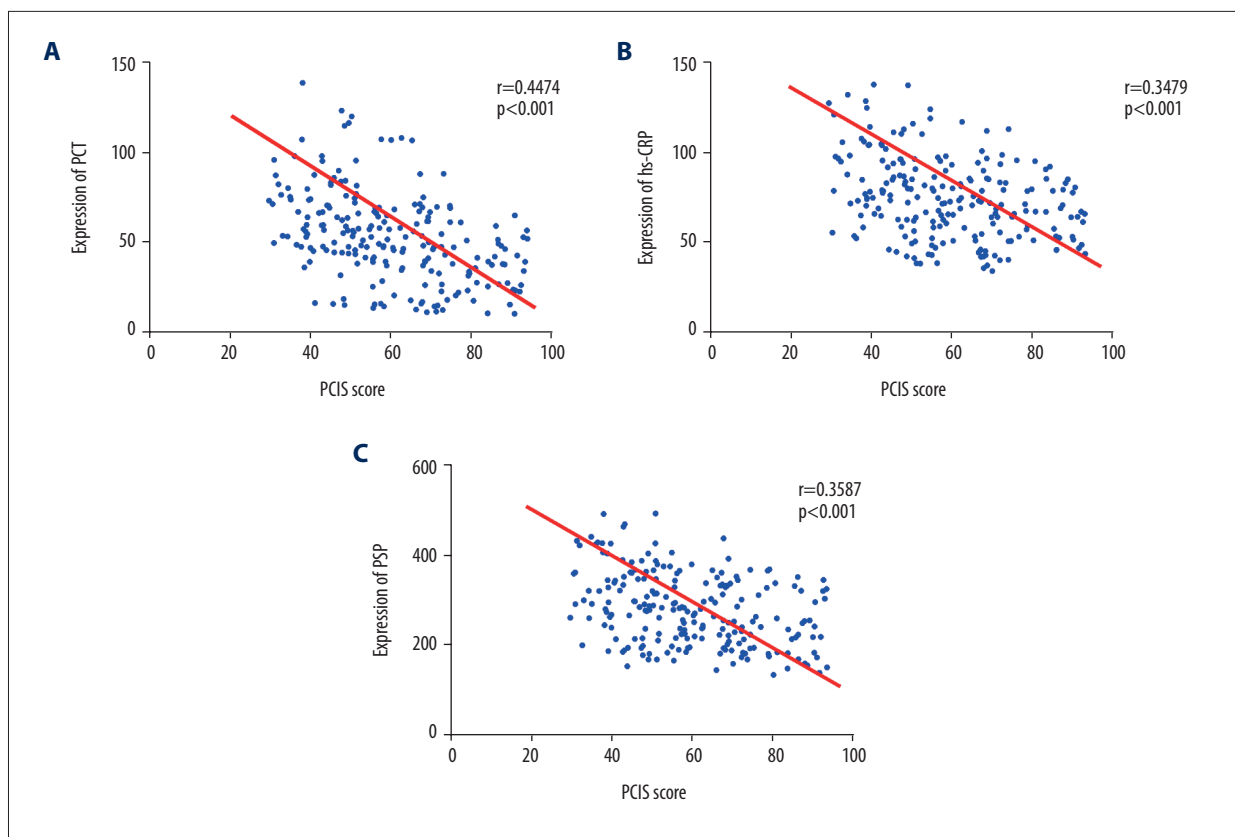 A
Expression of PCT
150
100
50
0
0 20 40 60 80 100
PCIS score
r=0.4474
p<0.001
B
Expression of hs-CRP
150
100
50
0
0 20 40 60 80 100
PCIS score
r=0.3479
p<0.001
C
Expression of PSP
600
400
200
0
0 20 40 60 80 100
PCIS score
r=0.3587
p<0.001